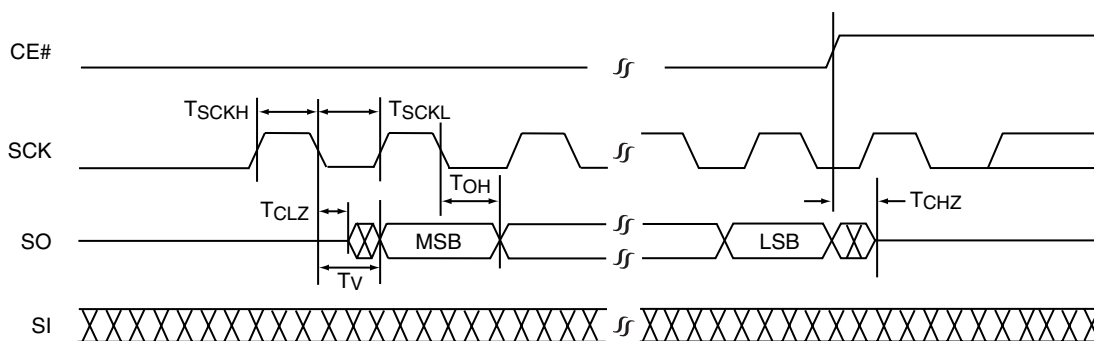 CE#
TSCKH
TSCKL
SCK
TOH
TCLZ
TCHZ
SO
MSB
LSB
TV
SI